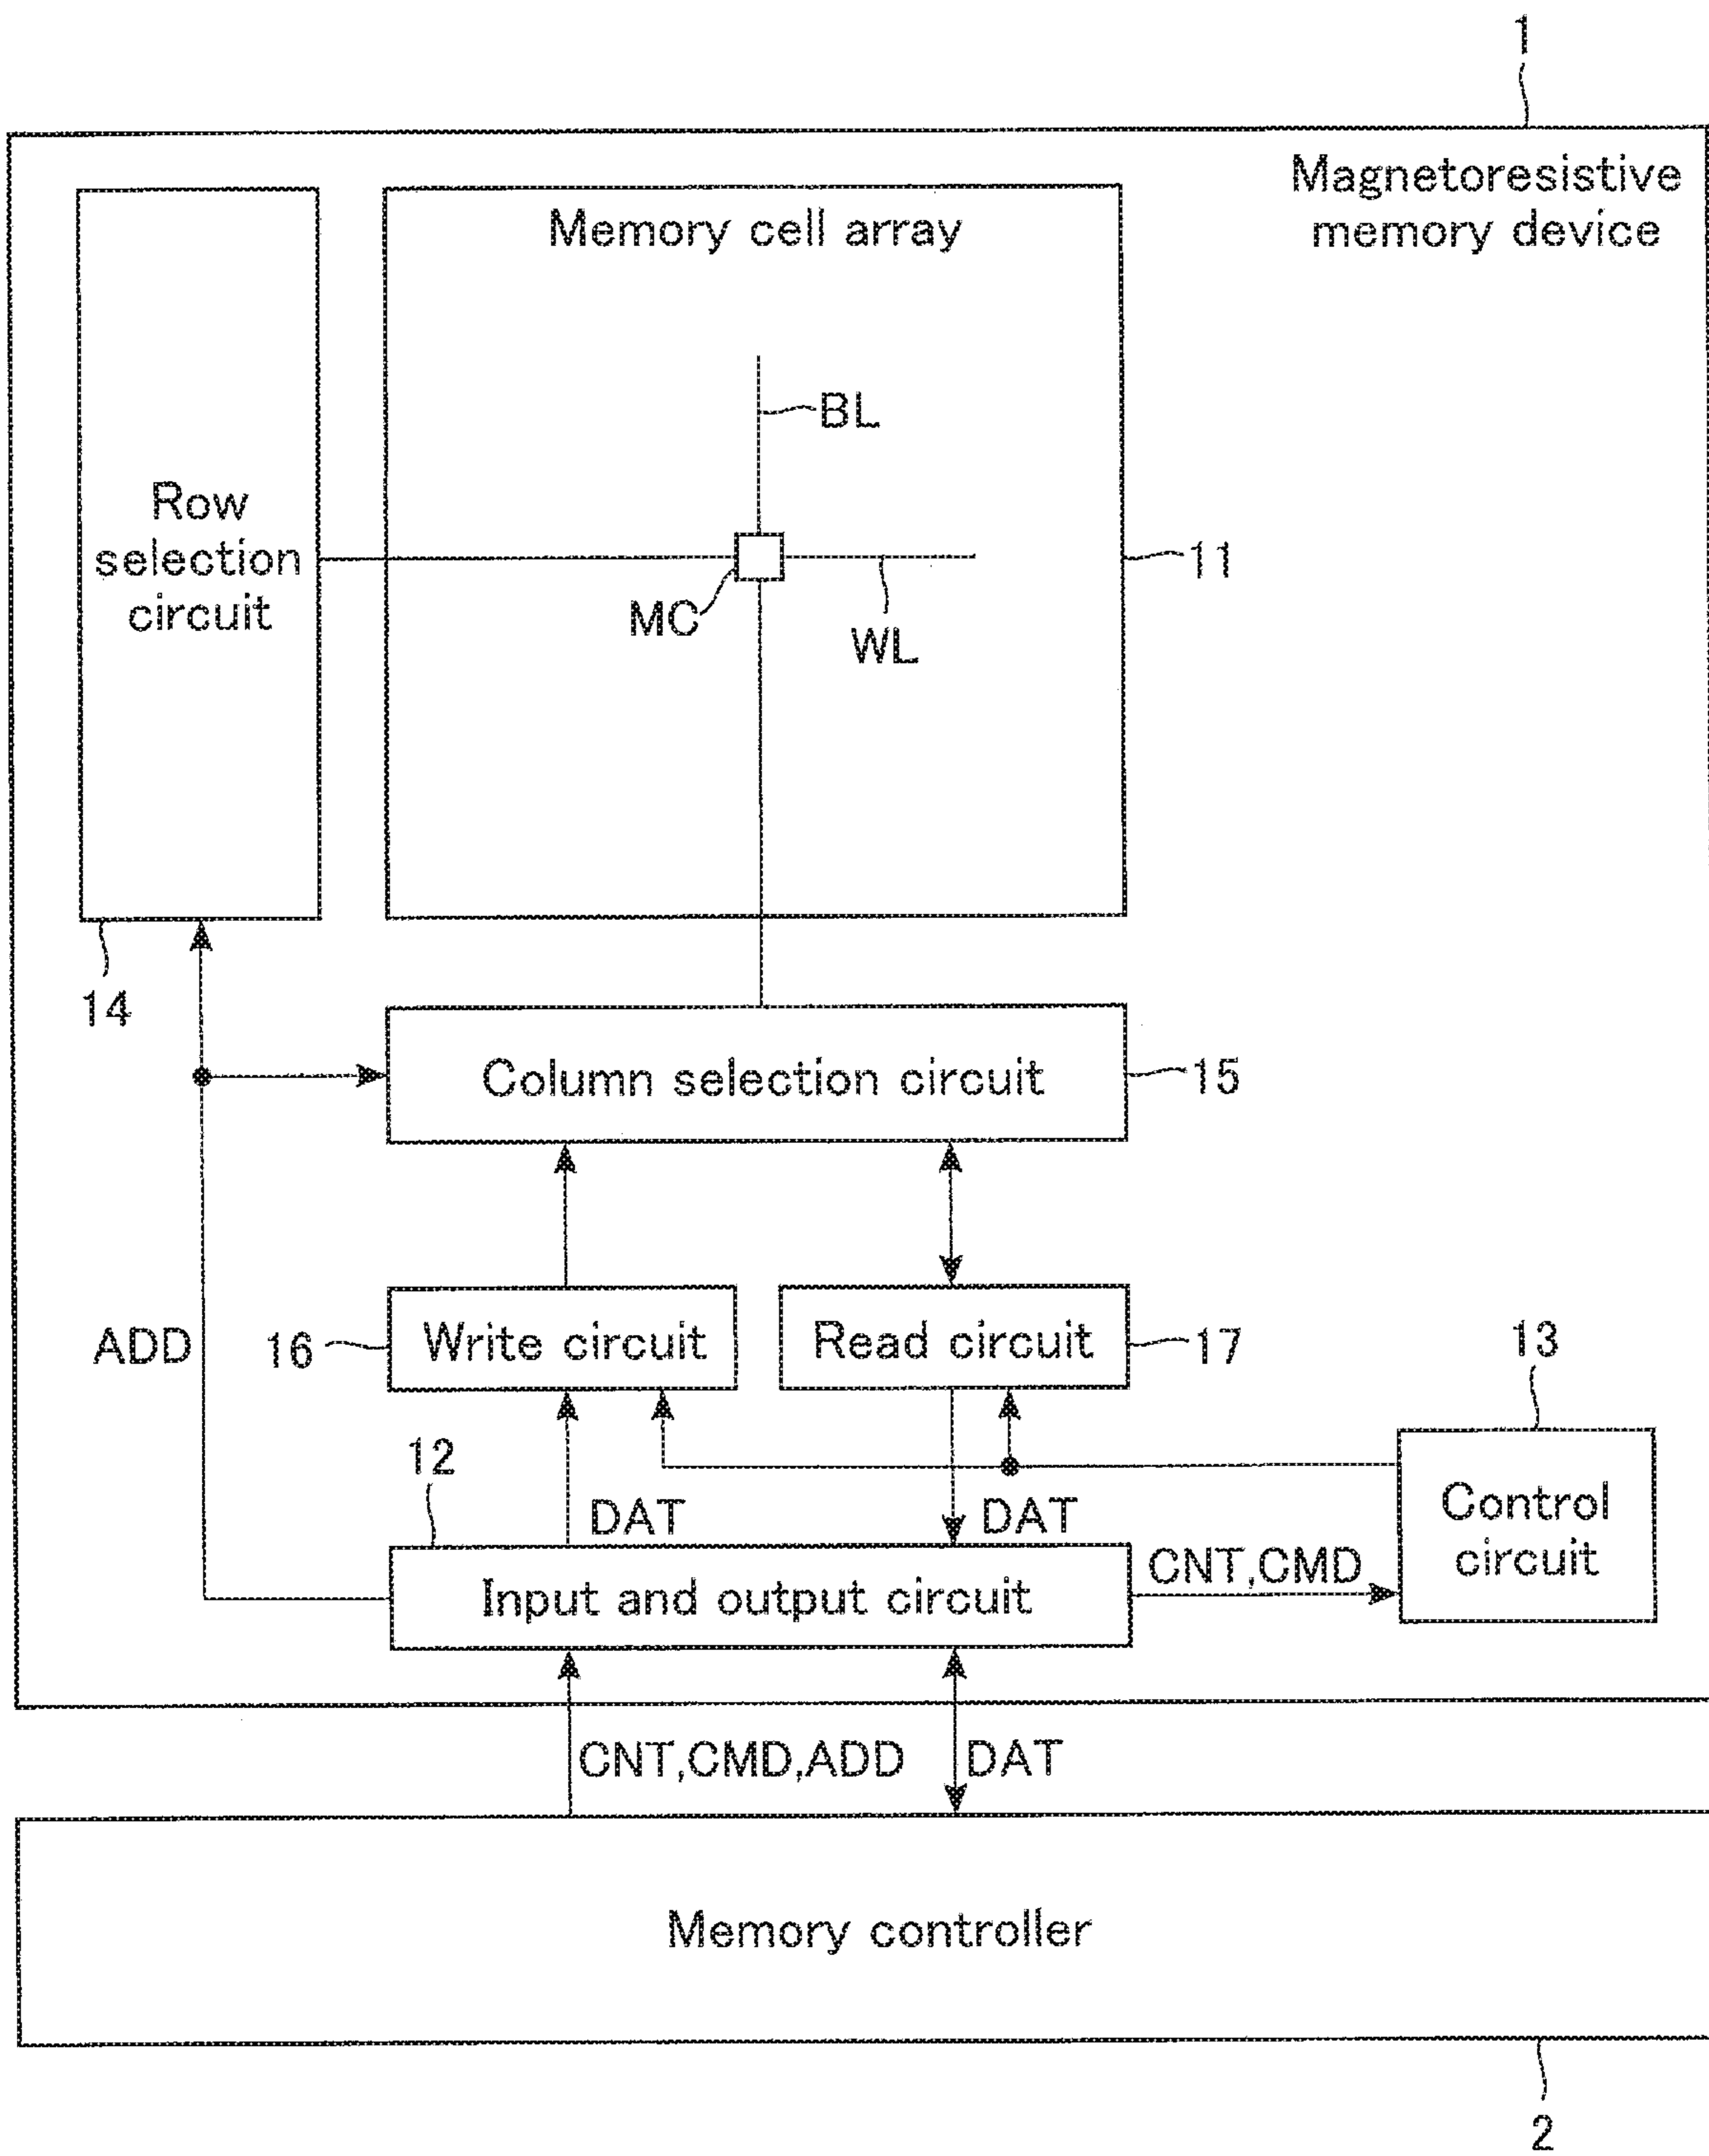 1
Magnetoresistive
memory device
Memory cell array
BL
Row
selection
circuit
11
MC
WL
14
Column selection circuit
15
ADD
16
Write circuit
Read circuit
17
13
12
DAT
DAT
Control
circuit
CNT,CMD
Input and output circuit
CNT,CMD,ADD
DAT
Memory controller
2